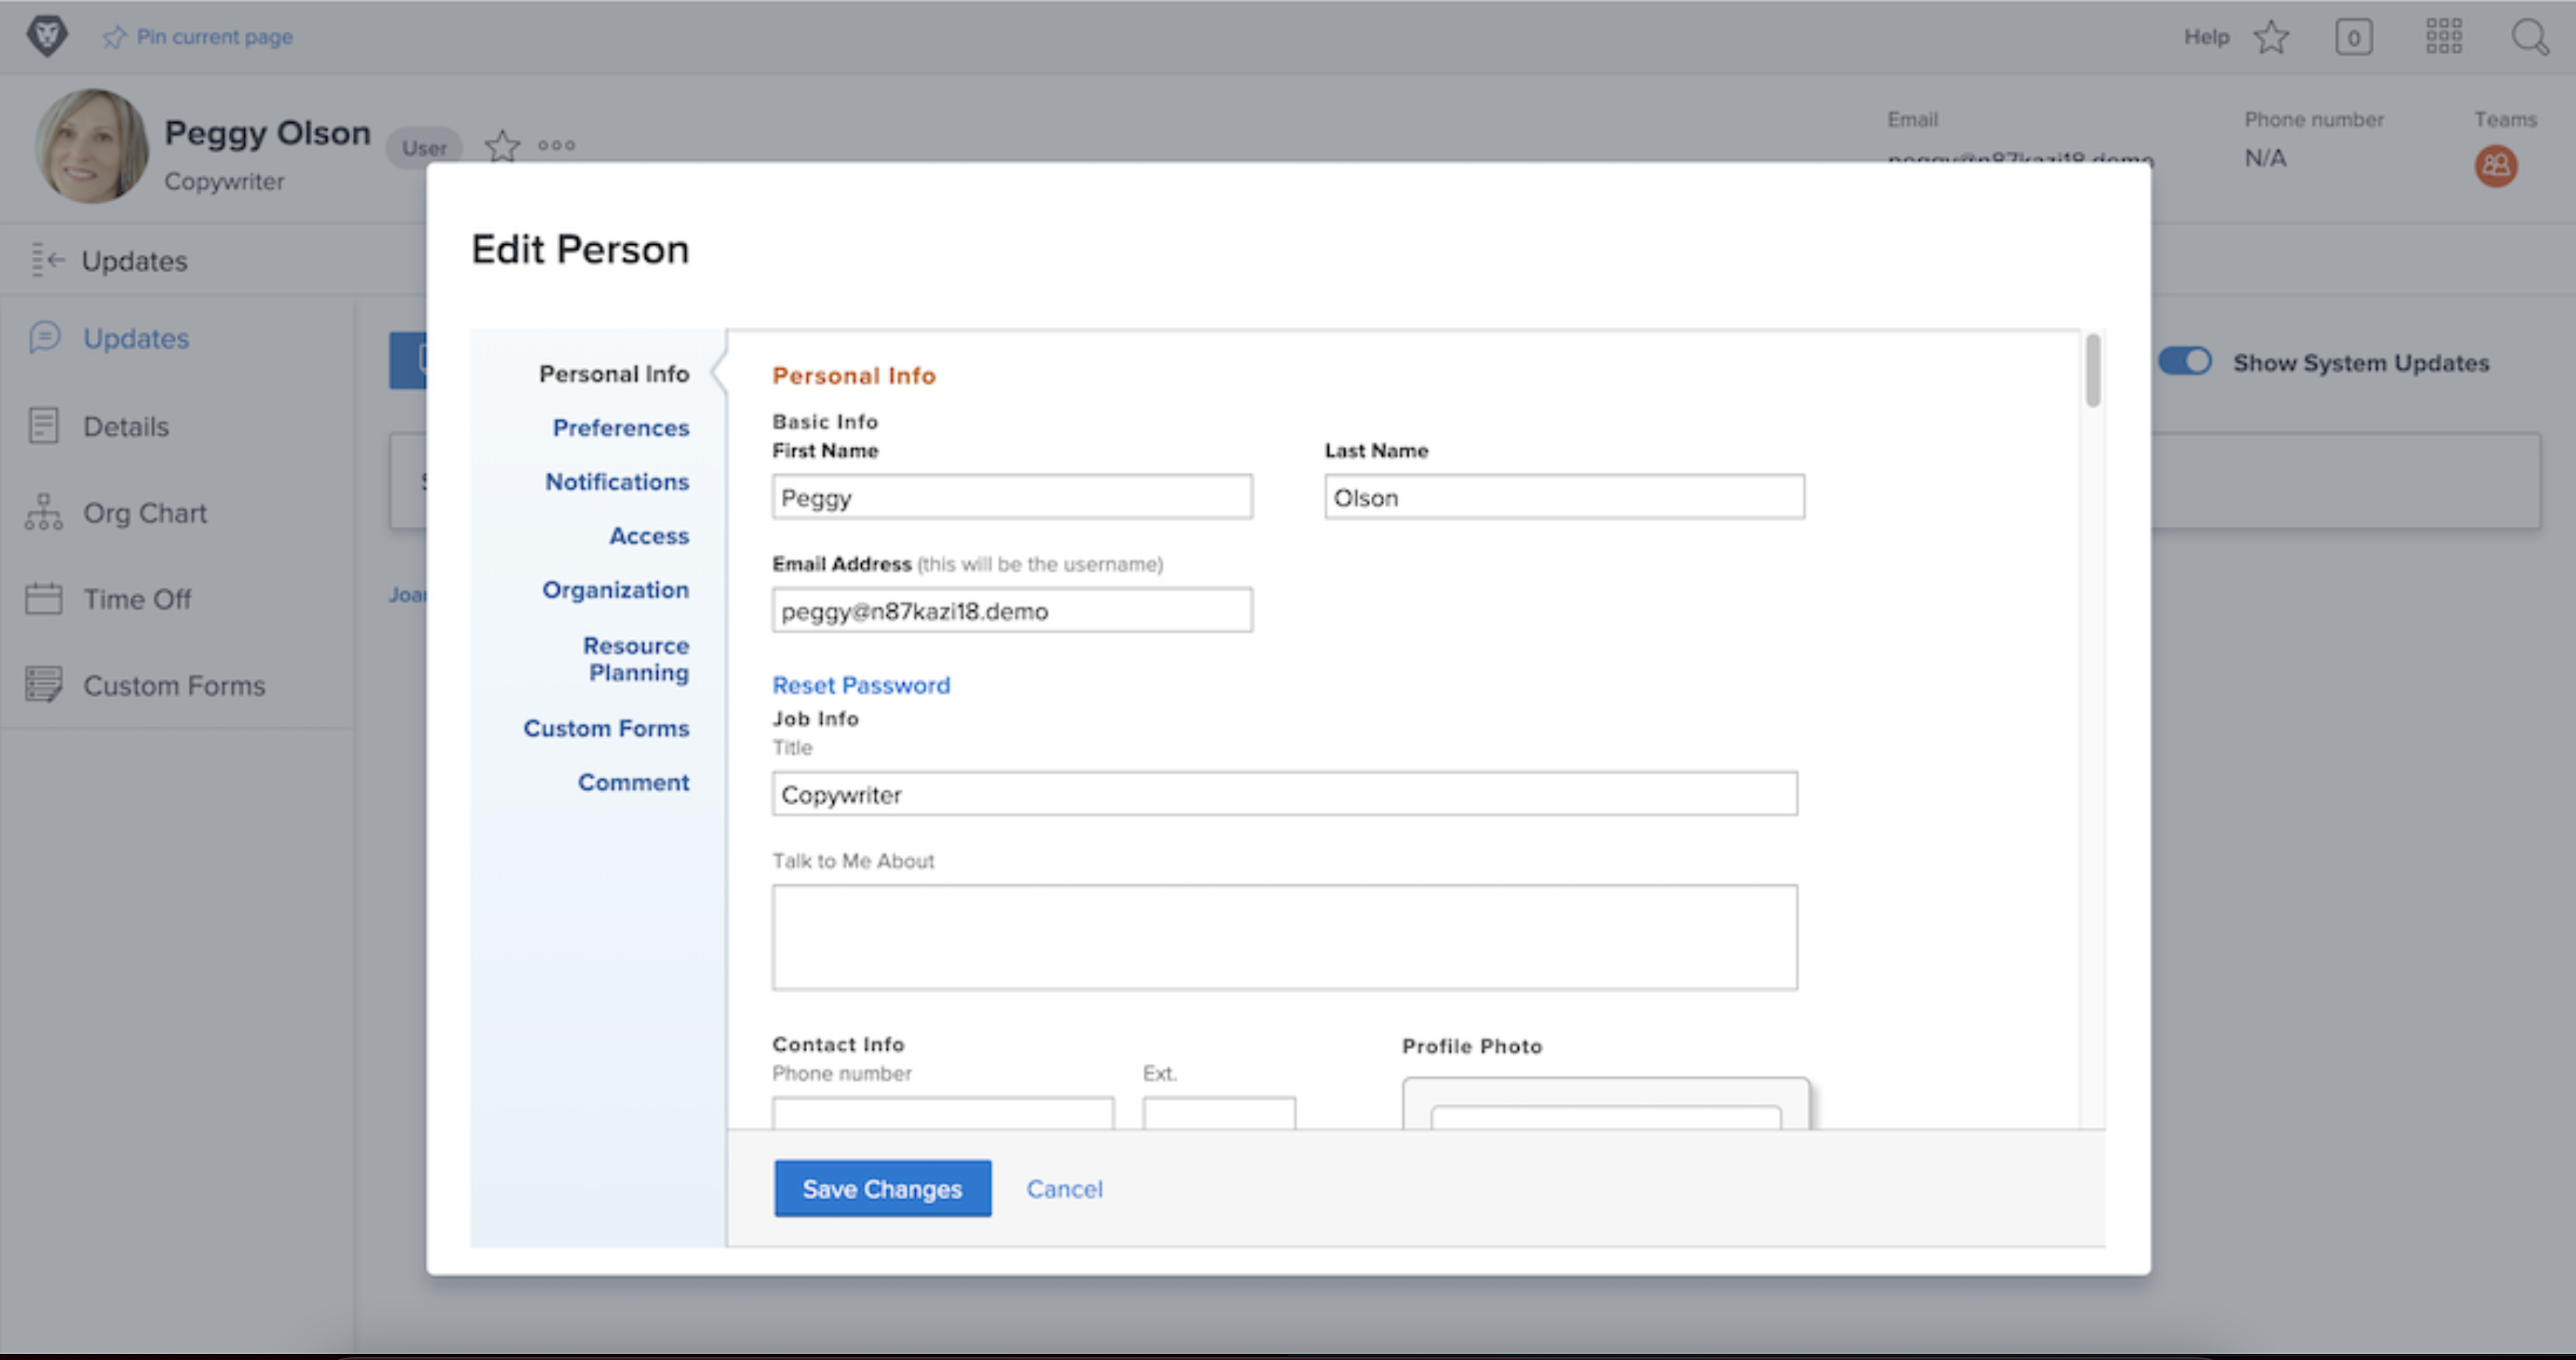 Pin current page
Help
0
Peggy Olson
User
Copywriter
Email
peggy@n87kazi18.demo
Phone number
N/A
Teams
Updates
Updates
Details
Org Chart
Time Off
Custom Forms
Show System Updates
Edit Person
Personal Info
Preferences
Notifications
Access
Organization
Resource
Planning
Custom Forms
Comment
Personal Info
Basic Info
First Name
Last Name
Peggy
Olson
Email Address (this will be the username)
peggy@n87kazi18.demo
Reset Password
Job Info
Title
Copywriter
Talk to Me About
Contact Info
Profile Photo
Phone number
Ext.
Save Changes
Cancel